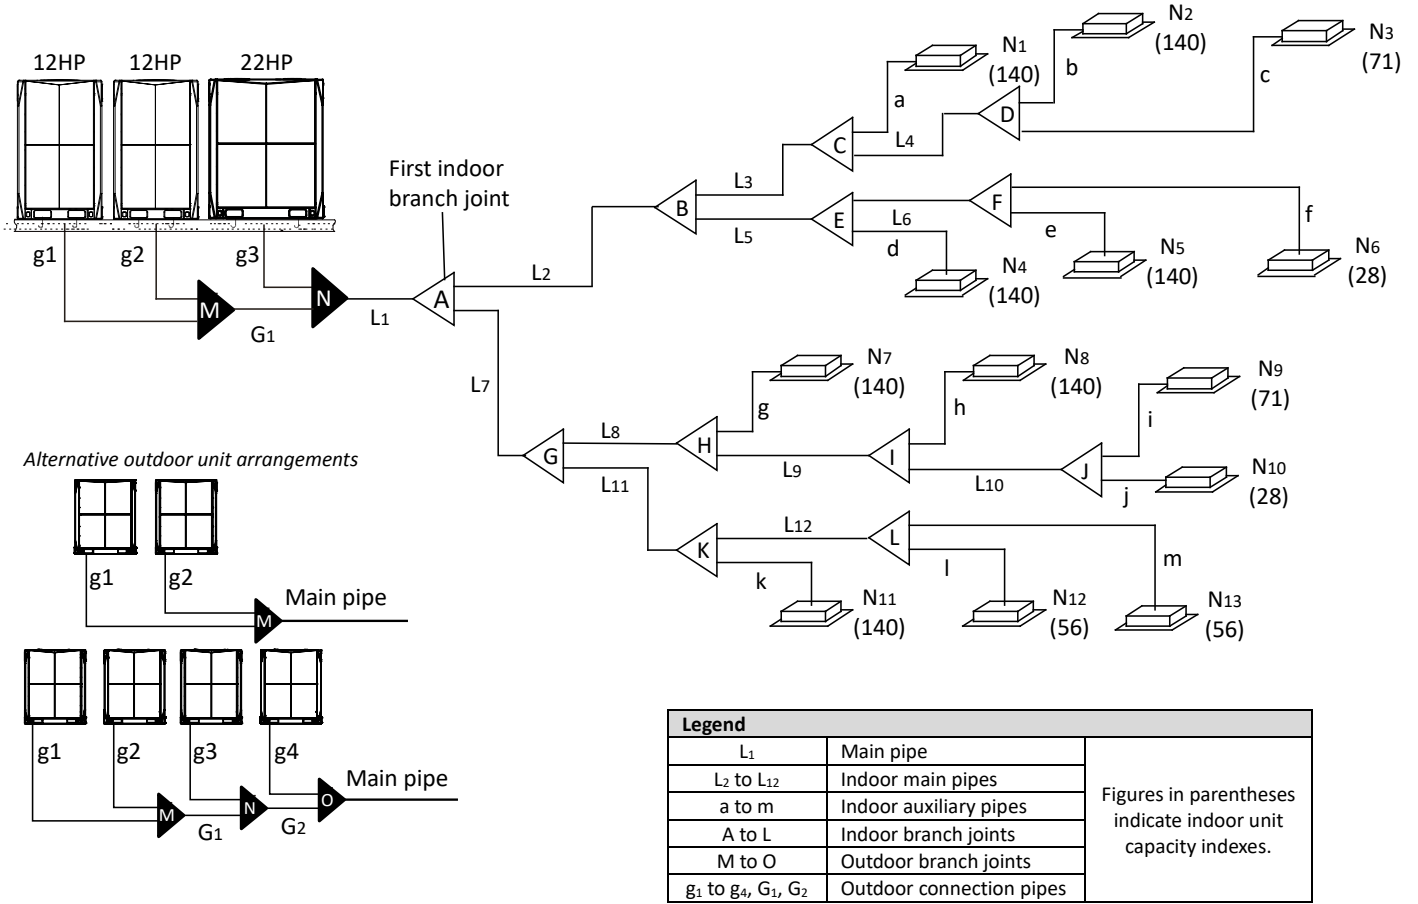 12HP 12HP 22HP
g1 g2 g3
M
G1
N
L1
First indoor
branch joint
A
L2
L7
B
L3
L5
C
a
L4
D
b
c
N1
(140)
N2
(140)
N3
(71)
E
L6
d
F
e
f
N4
(140)
N5
(140)
N6
(28)
G
L8
L11
H
g
L9
I
h
L10
J
i
j
N7
(140)
N8
(140)
N9
(71)
N10
(28)
K
L12
k
L
l
m
N11
(140)
N12
(56)
N13
(56)
Alternative outdoor unit arrangements
g1 g2
M
Main pipe
g1 g2 g3 g4
M
G1
N
G2
O
Main pipe
Legend
L1 Main pipe
L2 to L12 Indoor main pipes
a to m Indoor auxiliary pipes
A to L Indoor branch joints
M to O Outdoor branch joints
g1 to g4, G1, G2 Outdoor connection pipes
Figures in parentheses
indicate indoor unit
capacity indexes.